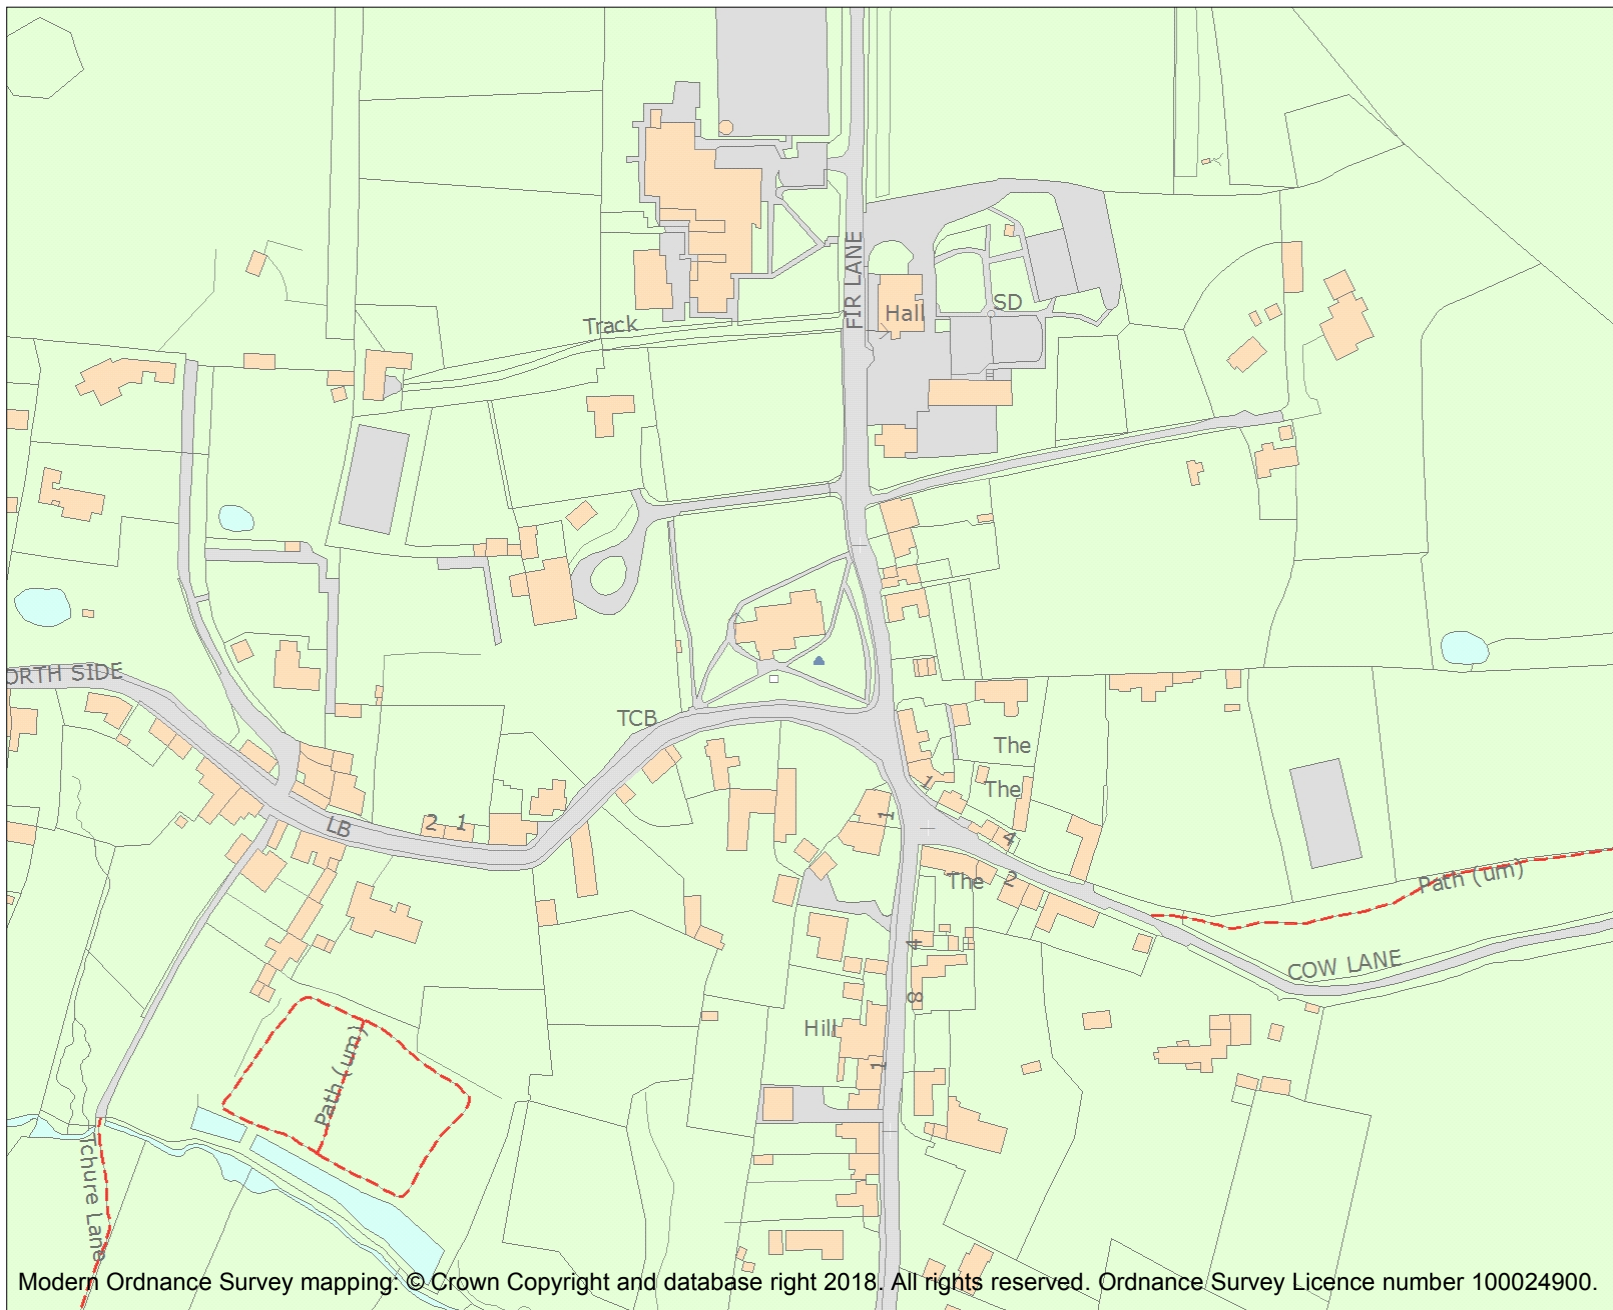 FIR LANE
Hall
SD
Track
ORTH SIDE
TCB
The
The
1
1
LB
2 1
4
The
2
Path (um)
4
COW LANE
8
Hill
1
Path (um)
Tchure Lane
Modern Ordnance Survey mapping: © Crown Copyright and database right 2018. All rights reserved. Ordnance Survey Licence number 100024900.